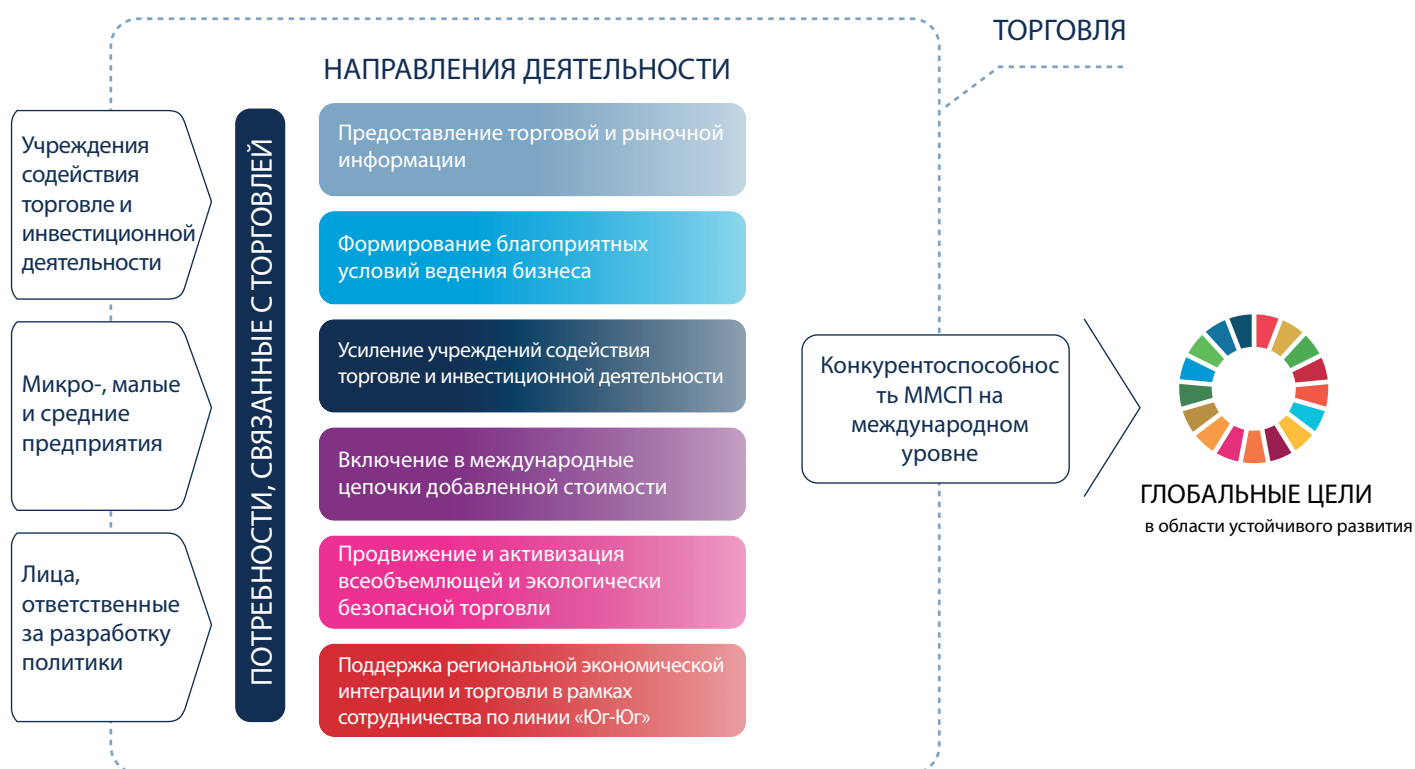 ТОРГОВЛЯ
НАПРАВЛЕНИЯ ДЕЯТЕЛЬНОСТИ
Учреждения
содействия
торговле и
инвестиционной
деятельности
Микро-, малые
и средние
предприятия
Лица,
ответственные
за разработку
политики
ПОТРЕБНОСТИ, СВЯЗАННЫЕ С ТОРГОВЛЕЙ
Предоставление торговой и рыночной
информации
Формирование благоприятных
условий ведения бизнеса
Усиление учреждений содействия
торговле и инвестиционной деятельности
Включение в международные
цепочки добавленной стоимости
Продвижение и активизация
всеобъемлющей и экологически
безопасной торговли
Поддержка региональной экономической
интеграции и торговли в рамках
сотрудничества по линии «Юг-Юг»
Конкурентоспособнос
ть ММСП на
международном
уровне
ГЛОБАЛЬНЫЕ ЦЕЛИ
в области устойчивого развития